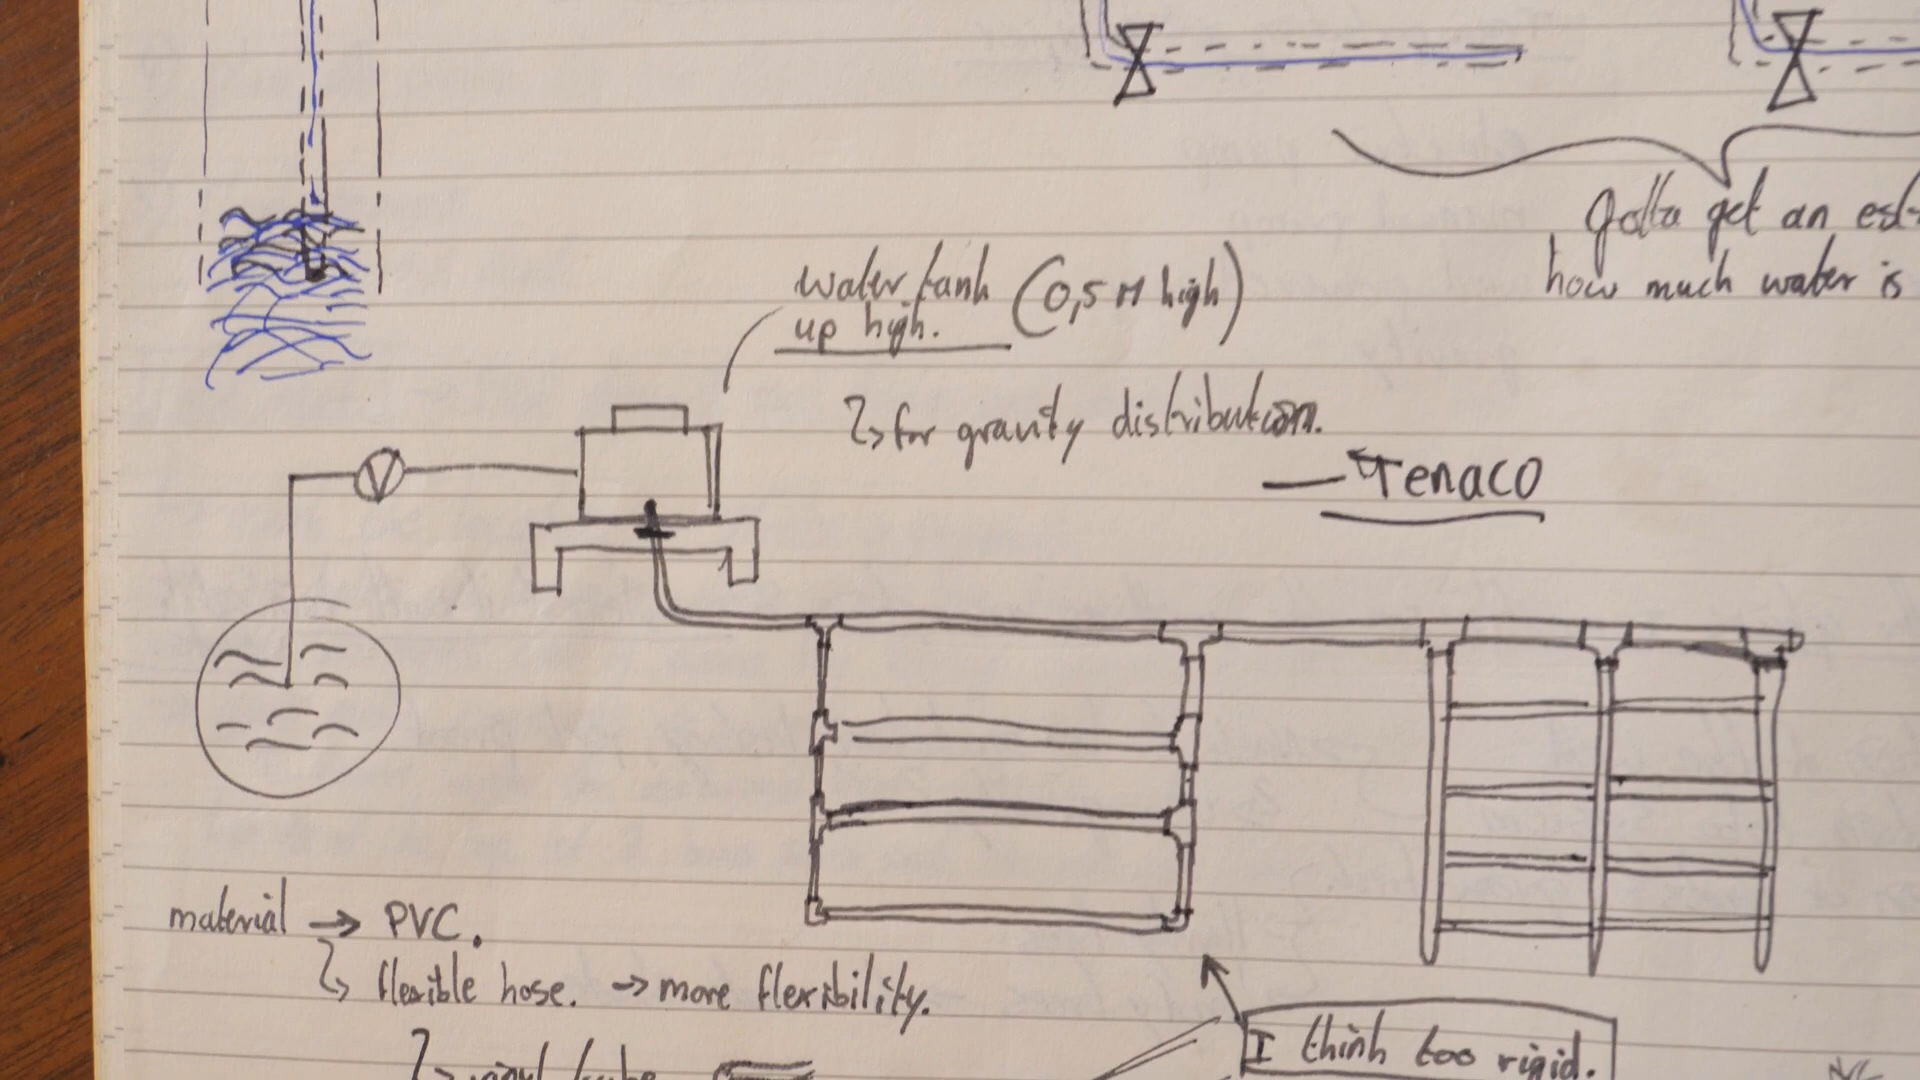 Gotta get an est
how much water is
water tank (0,5 M high)
up high.
↳ for gravity distribution.
— Tenaco
V
material → PVC.
↳ flexible hose. → more flexibility.
I think too rigid.